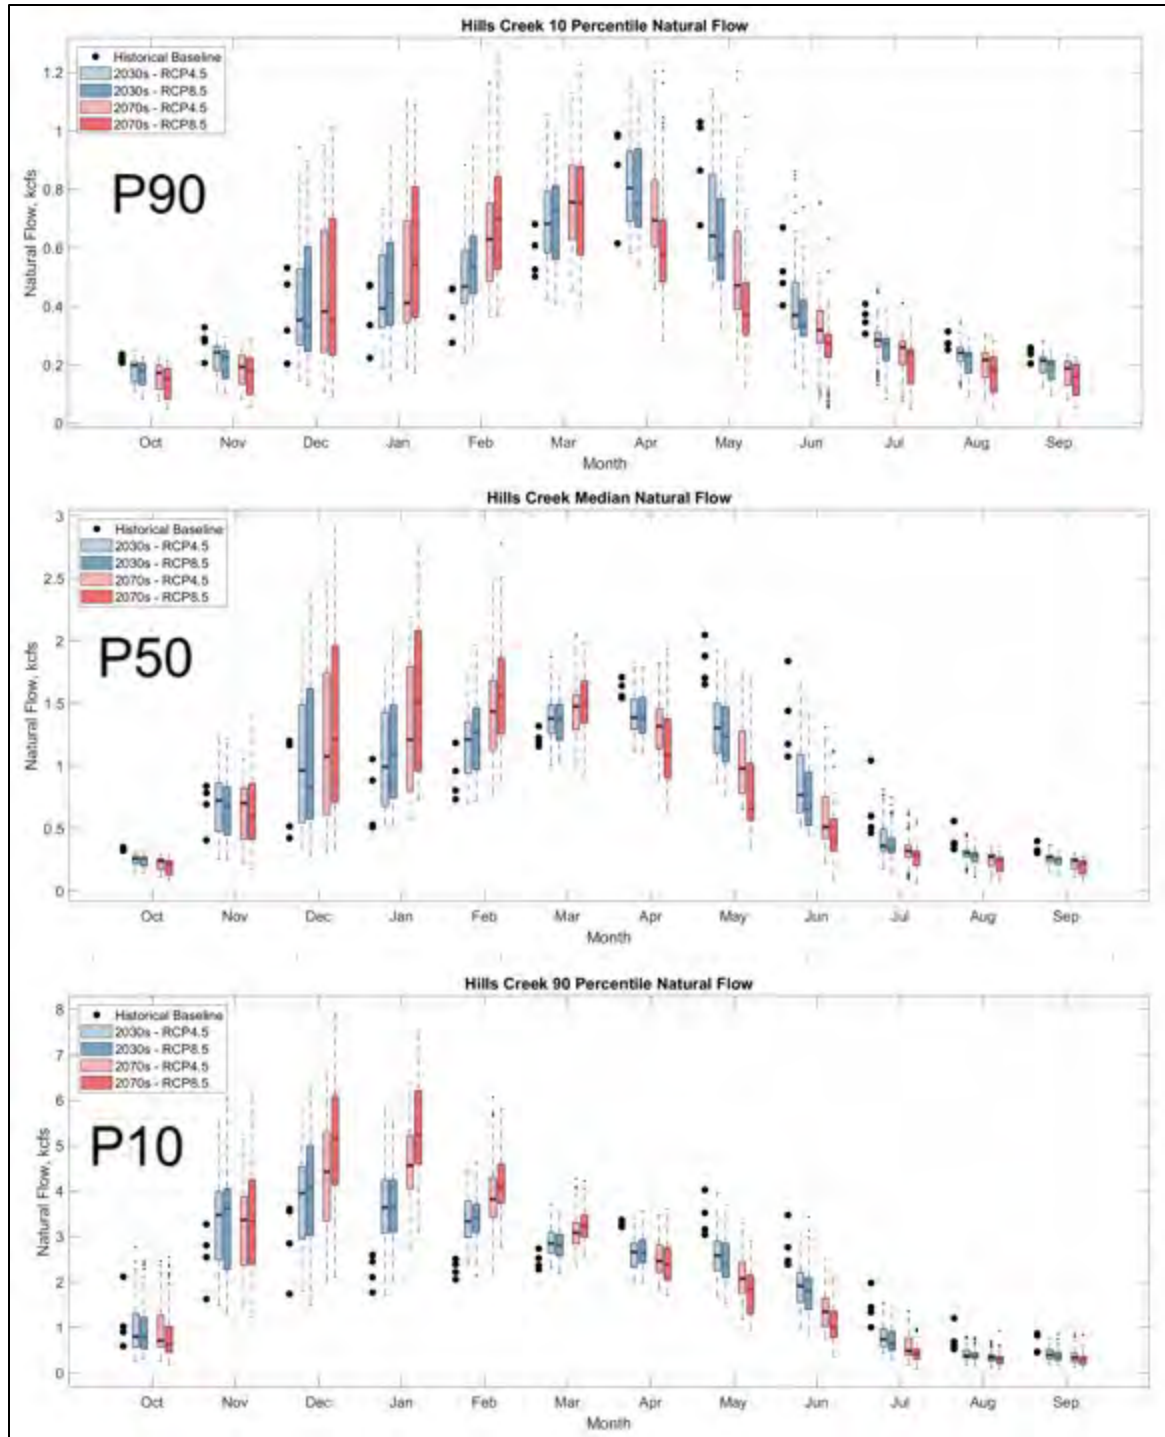 Hills Creek 10 Percentile Natural Flow
Historical Baseline
2030s - RCP4.5
2030s - RCP8.5
2070s - RCP4.5
2070s - RCP8.5
P90
Natural Flow, kcfs
1.2
1
0.8
0.6
0.4
0.2
0
Oct Nov Dec Jan Feb Mar Apr May Jun Jul Aug Sep
Month
Hills Creek Median Natural Flow
Historical Baseline
2030s - RCP4.5
2030s - RCP8.5
2070s - RCP4.5
2070s - RCP8.5
P50
Natural Flow, kcfs
3
2.5
2
1.5
1
0.5
0
Oct Nov Dec Jan Feb Mar Apr May Jun Jul Aug Sep
Month
Hills Creek 90 Percentile Natural Flow
Historical Baseline
2030s - RCP4.5
2030s - RCP8.5
2070s - RCP4.5
2070s - RCP8.5
P10
Natural Flow, kcfs
8
7
6
5
4
3
2
1
0
Oct Nov Dec Jan Feb Mar Apr May Jun Jul Aug Sep
Month